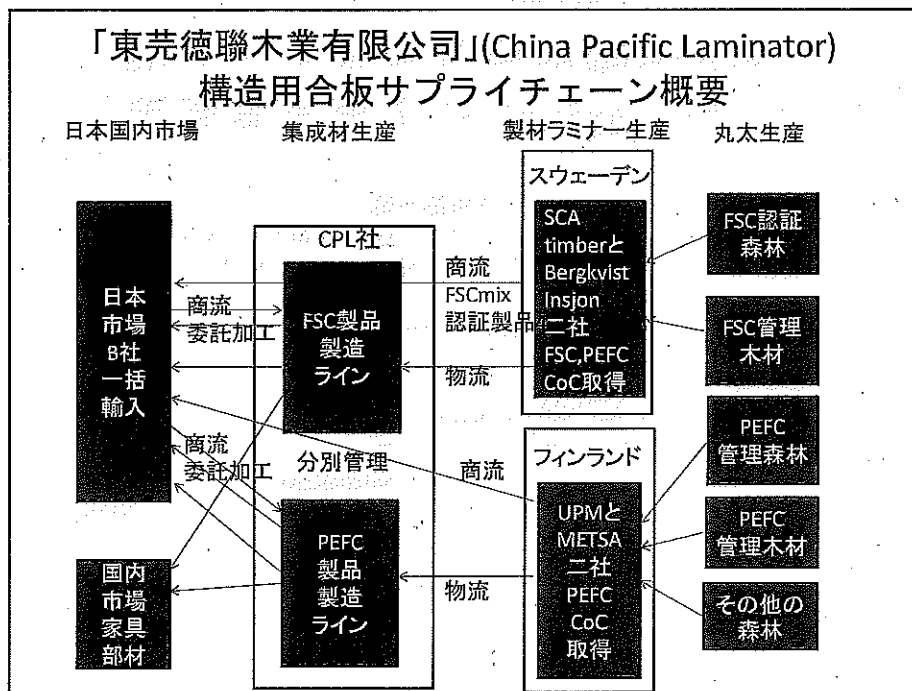 「東莞徳聯木業有限公司」(China Pacific Laminator)
構造用合板サプライチェーン概要
日本国内市場
集成材生産
製材ラミナー生産
丸太生産
日本
市場
B社
一括
輸入
国内
市場
家具
部材
商流
委託加工
商流
委託加工
CPL社
FSC製品
製造
ライン
分別管理
PEFC
製品
製造
ライン
商流
FSCmix
認証製品
物流
商流
物流
スウェーデン
SCA
timberと
Bergkvist
Insjon
二社
FSC,PEFC
CoC取得
フィンランド
UPMと
METSA
二社
PEFC
CoC
取得
FSC認証
森林
FSC管理
木材
PEFC
管理森林
PEFC
管理木材
その他の
森林